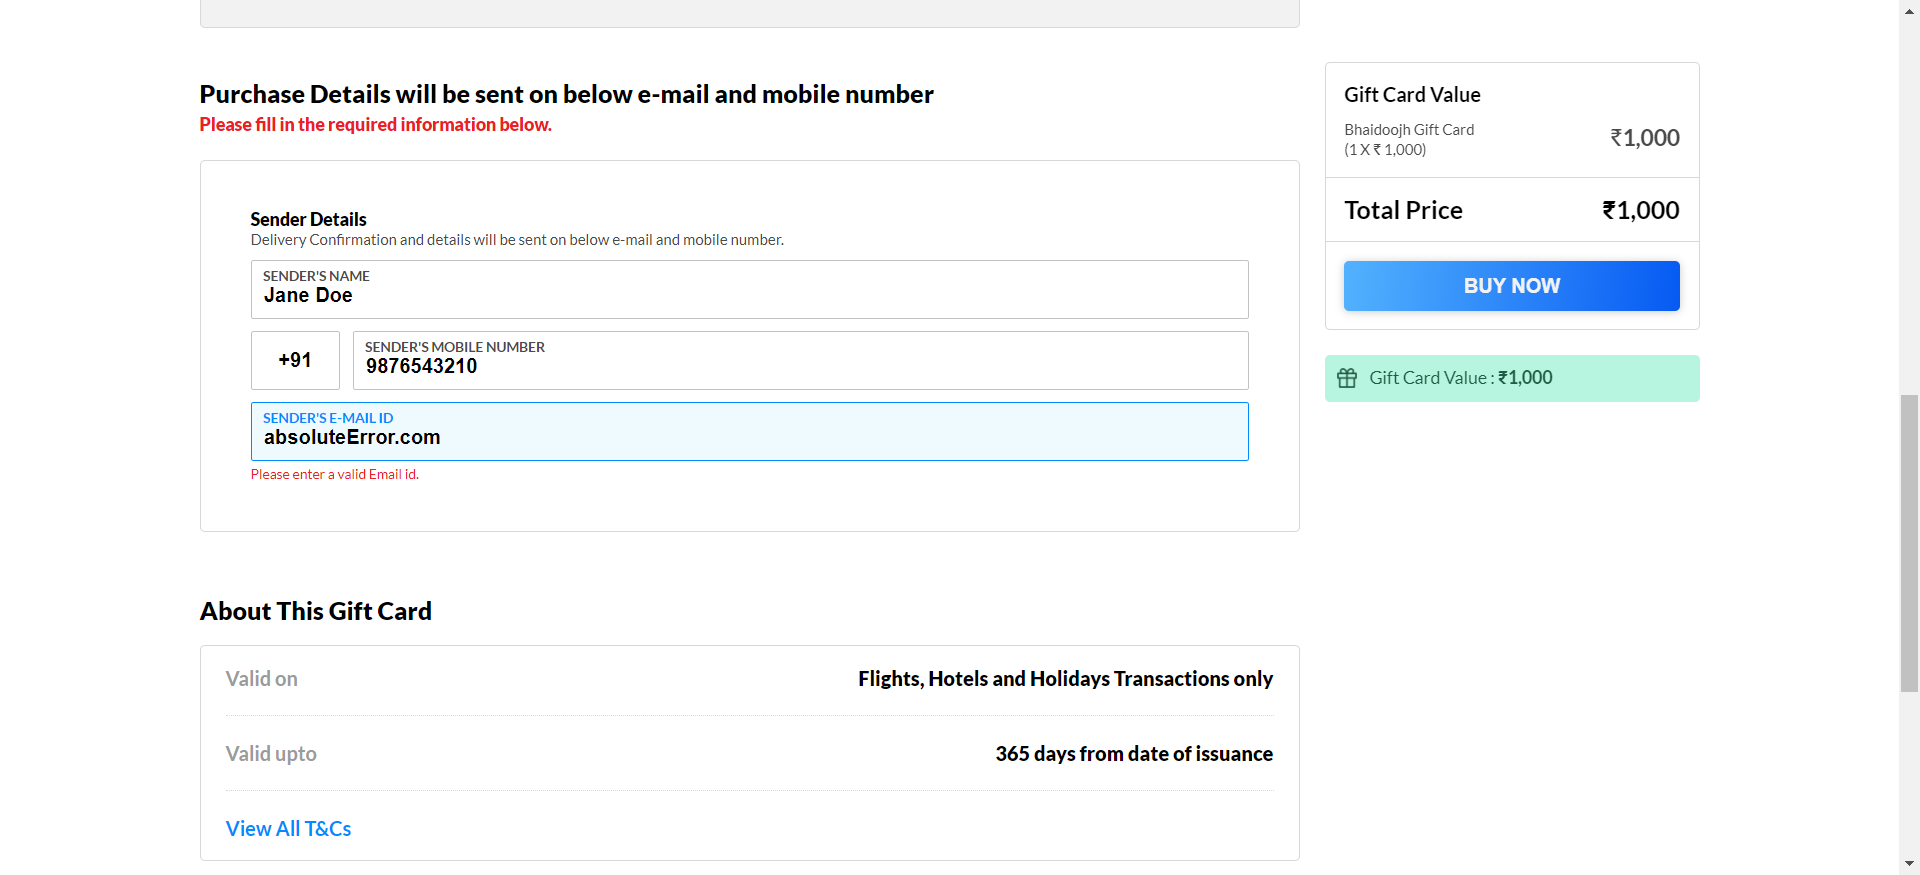 Purchase Details will be sent on below e-mail and mobile number
Please fill in the required information below.
Sender Details
Delivery Confirmation and details will be sent on below e-mail and mobile number.
SENDER'S NAME
Jane Doe
+91
SENDER'S MOBILE NUMBER
9876543210
SENDER'S E-MAIL ID
absoluteError.com
Please enter a valid Email id.
About This Gift Card
Valid on Flights, Hotels and Holidays Transactions only
Valid upto 365 days from date of issuance
View All T&Cs
Gift Card Value
Bhaidoojh Gift Card
(1 X ₹ 1,000)
₹1,000
Total Price ₹1,000
BUY NOW
Gift Card Value : ₹1,000